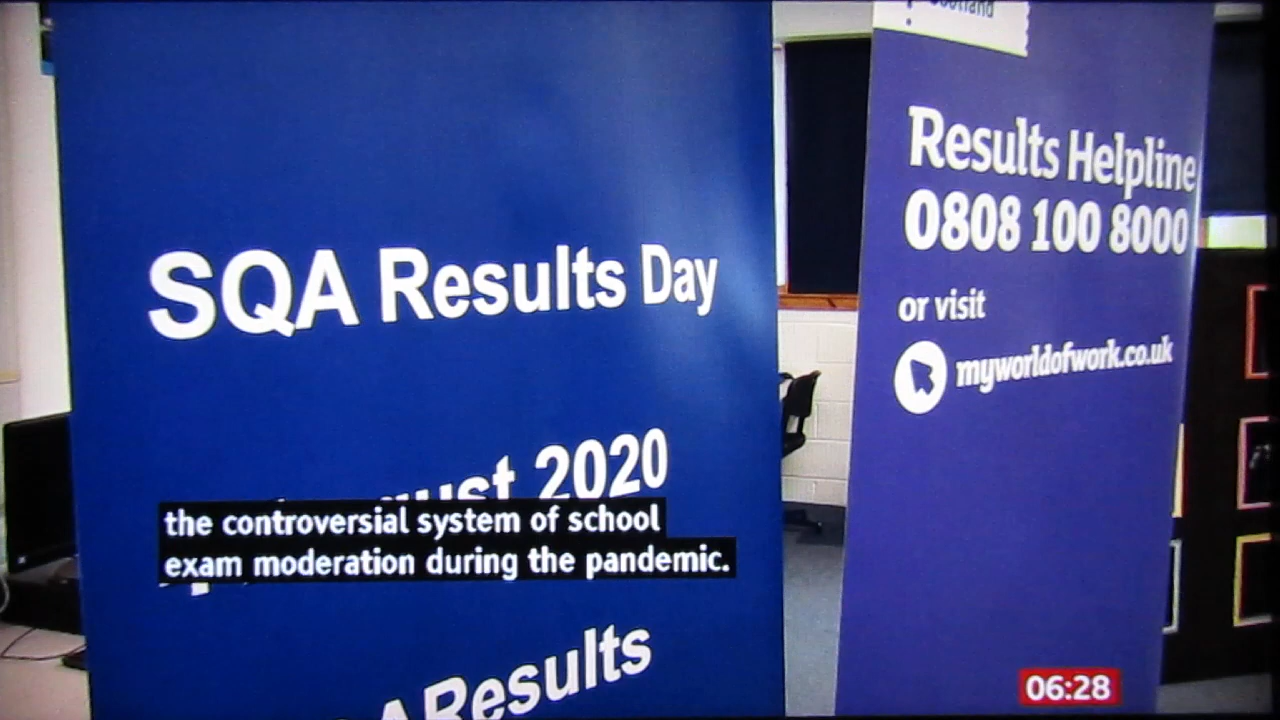 SQA Results Day
2020
the controversial system of school
exam moderation during the pandemic.
Results
Scotland
Results Helpline
0808 100 8000
or visit
myworldofwork.co.uk
06:28